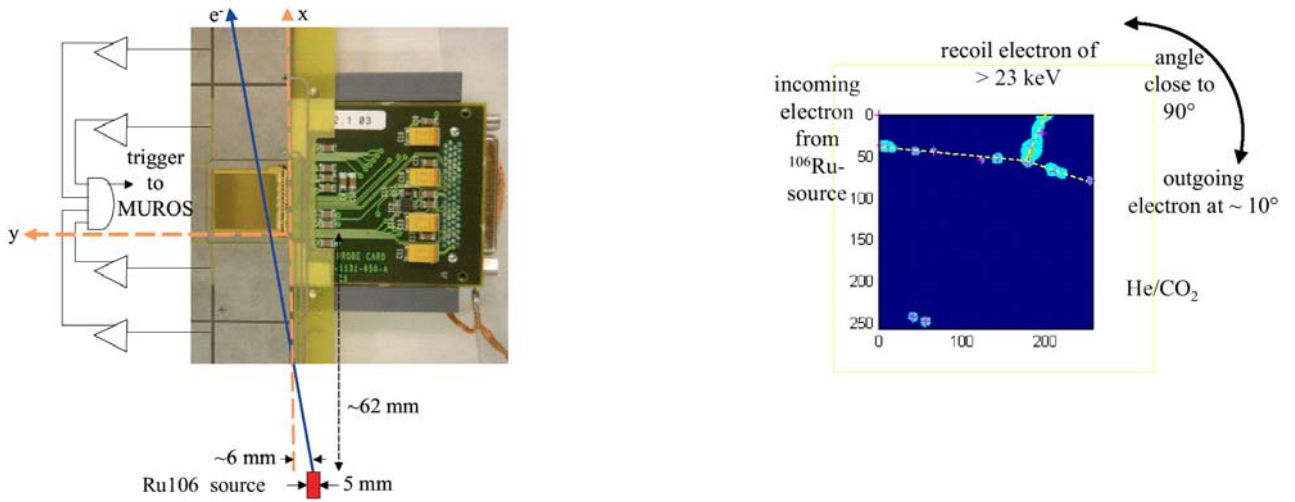 e-
x
2.1 03
trigger
to
MUROS
y
PROBE CARD
-1131-650-A
~62 mm
~6 mm
Ru106 source
5 mm
recoil electron of
> 23 keV
incoming
electron
from
106Ru-
source
angle
close to
90°
outgoing
electron at ~ 10°
He/CO2
0
50
100
150
200
250
0
100
200